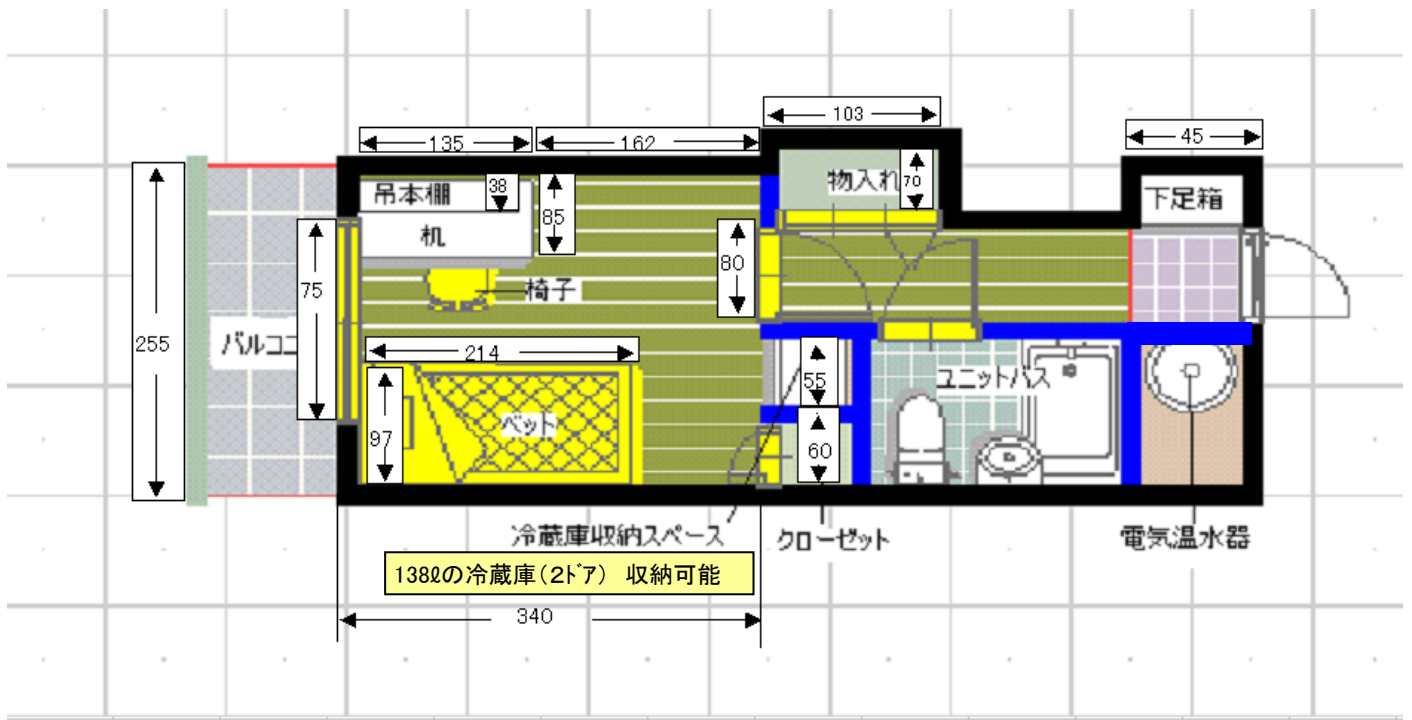 103
45
135
162
吊本棚
38
85
物入れ
70
下足箱
机
80
椅子
75
255
バルコニ
214
55
ユニットバス
ベット
97
60
冷蔵庫収納スペース
クローゼット
電気温水器
138ℓの冷蔵庫(2ドア) 収納可能
340